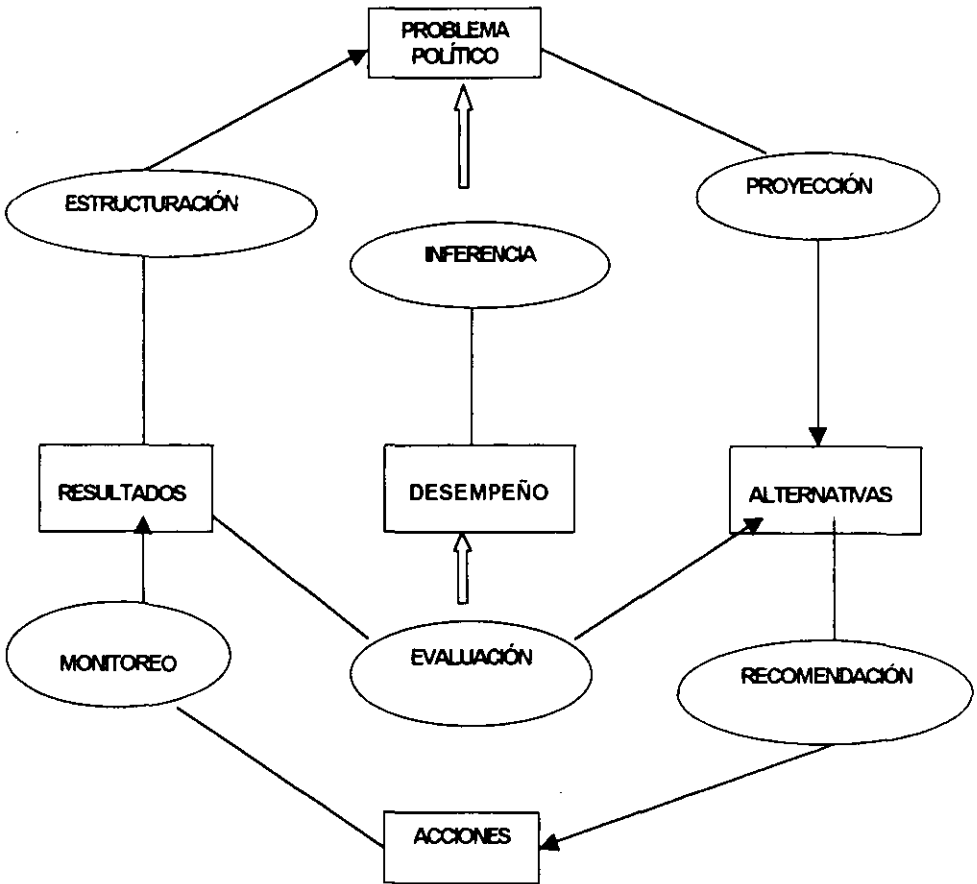 PROBLEMA
POLÍTICO
ESTRUCTURACIÓN
PROYECCIÓN
INFERENCIA
RESULTADOS
DESEMPEÑO
ALTERNATIVAS
MONITOREO
EVALUACIÓN
RECOMENDACIÓN
ACCIONES